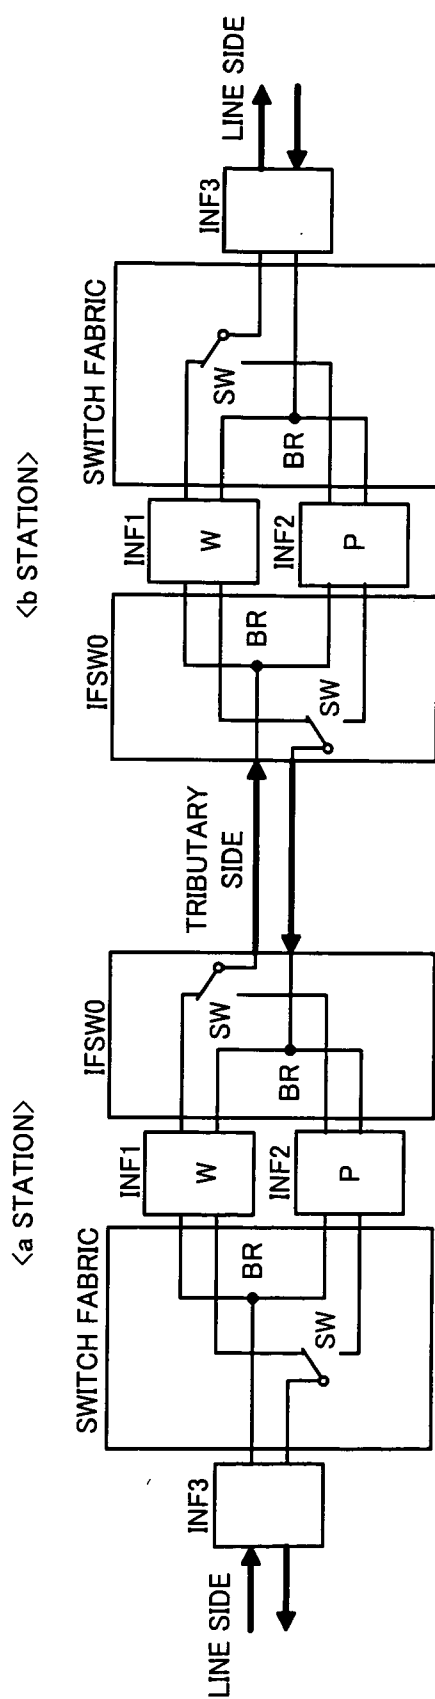 <a STATION>
<b STATION>
LINE SIDE
INF3
SWITCH FABRIC
BR
SW
INF1
W
INF2
P
IFSW0
SW
BR
TRIBUTARY
SIDE
IFSW0
BR
SW
INF1
W
INF2
P
SWITCH FABRIC
SW
BR
INF3
LINE SIDE